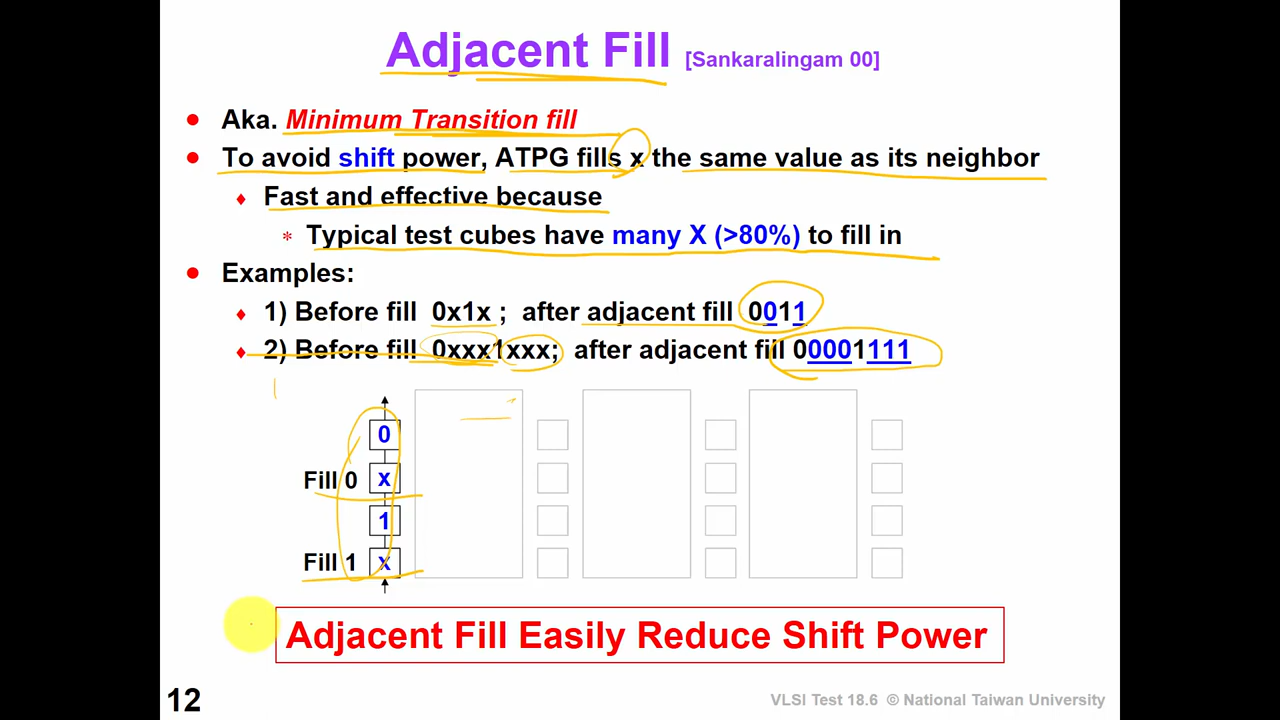 Adjacent Fill [Sankaralingam 00]
Aka. Minimum Transition fill
To avoid shift power, ATPG fills x the same value as its neighbor
Fast and effective because
Typical test cubes have many X (>80%) to fill in
Examples:
1) Before fill 0x1x ; after adjacent fill 0011
2) Before fill 0xxx1xxx; after adjacent fill 00001111
0
Fill 0 x
1
Fill 1 x
Adjacent Fill Easily Reduce Shift Power
12
VLSI Test 18.6 © National Taiwan University